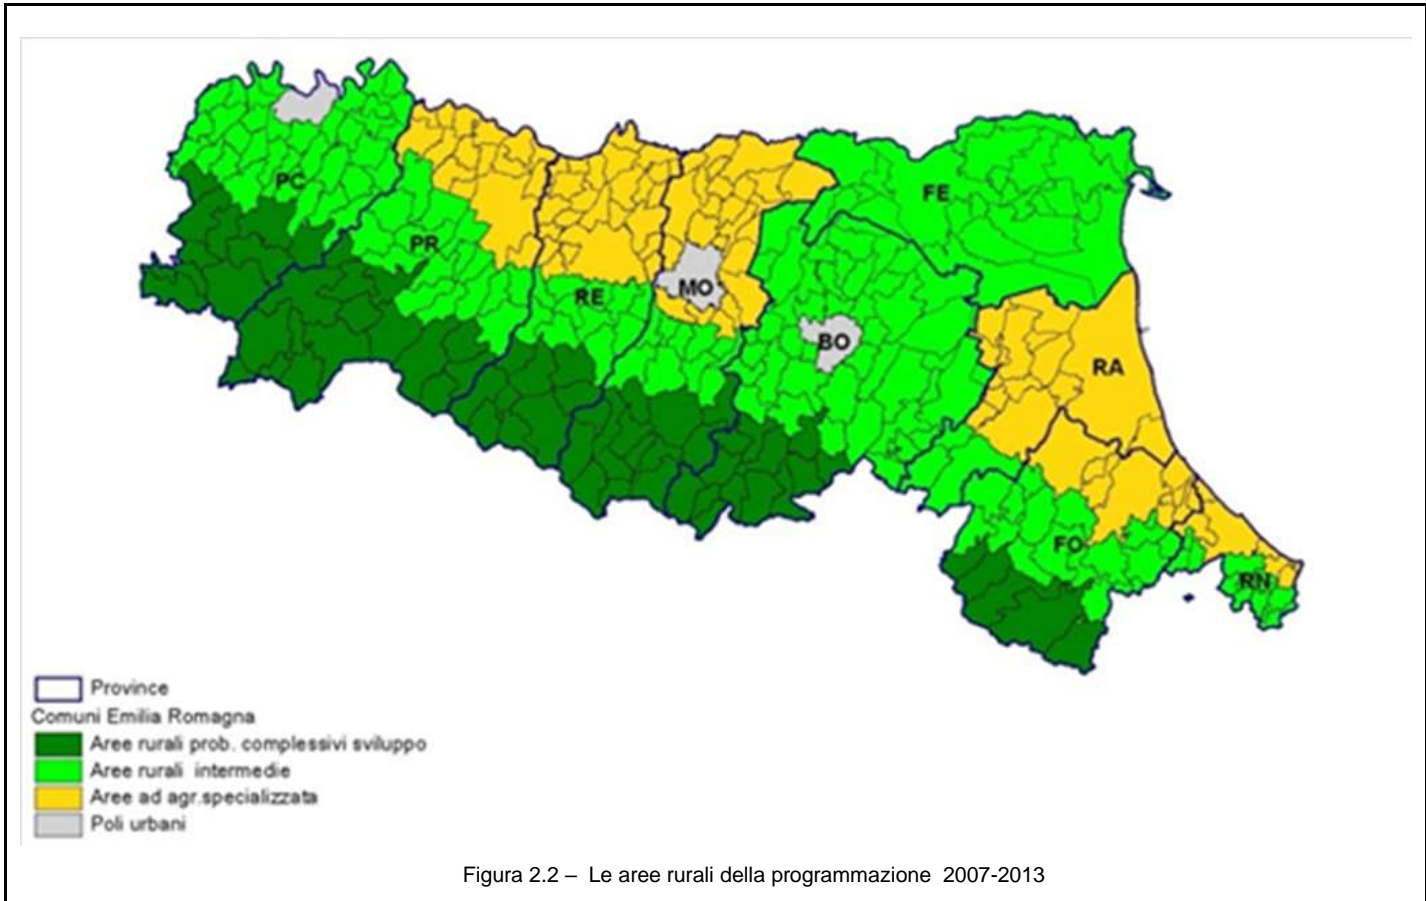 PC
FE
PR
MO
RE
BO
RA
FO
RN
Province
Comuni Emilia Romagna
Aree rurali prob. complessivi sviluppo
Aree rurali intermedie
Aree ad agr.specializzata
Poli urbani
Figura 2.2 – Le aree rurali della programmazione 2007-2013